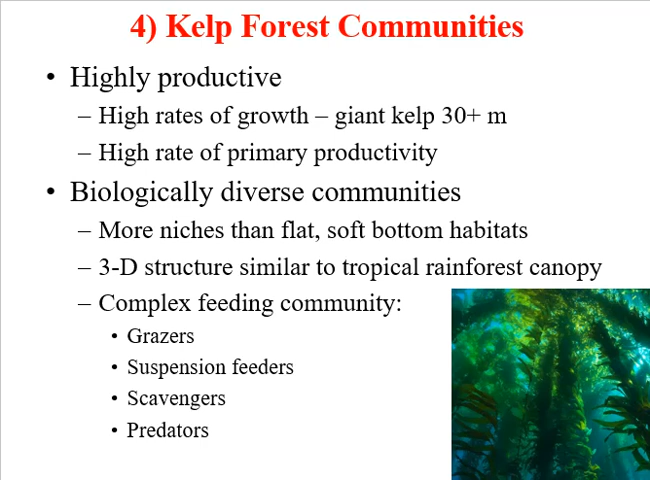 4) Kelp Forest Communities
• Highly productive
– High rates of growth – giant kelp 30+ m
– High rate of primary productivity
• Biologically diverse communities
– More niches than flat, soft bottom habitats
– 3-D structure similar to tropical rainforest canopy
– Complex feeding community:
• Grazers
• Suspension feeders
• Scavengers
• Predators